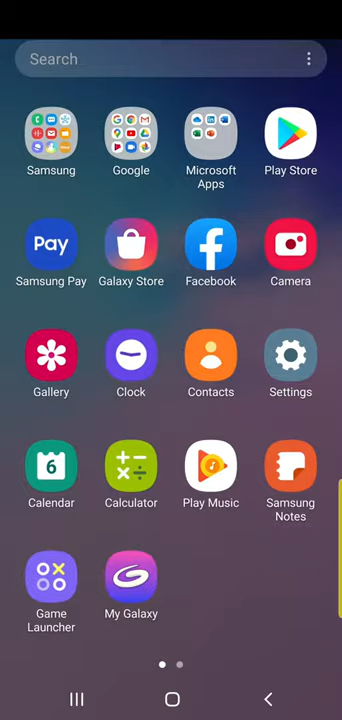 Search
Samsung
Google
Microsoft
Apps
Play Store
Pay
Samsung Pay
Galaxy Store
Facebook
Camera
Gallery
Clock
Contacts
Settings
6
Calendar
Calculator
Play Music
Samsung
Notes
Game
Launcher
My Galaxy